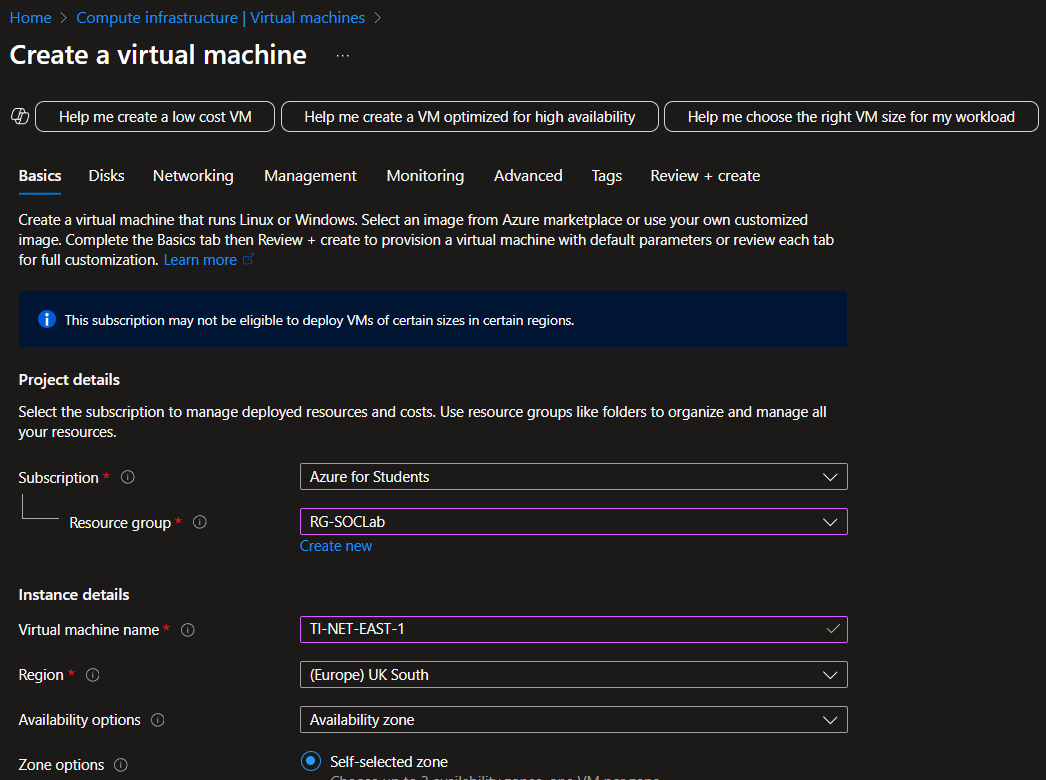 Home > Compute infrastructure | Virtual machines >
Create a virtual machine ...
Help me create a low cost VM Help me create a VM optimized for high availability Help me choose the right VM size for my workload
Basics Disks Networking Management Monitoring Advanced Tags Review + create
Create a virtual machine that runs Linux or Windows. Select an image from Azure marketplace or use your own customized
image. Complete the Basics tab then Review + create to provision a virtual machine with default parameters or review each tab
for full customization. Learn more
This subscription may not be eligible to deploy VMs of certain sizes in certain regions.
Project details
Select the subscription to manage deployed resources and costs. Use resource groups like folders to organize and manage all
your resources.
Subscription * Azure for Students
Resource group * RG-SOCLab
Create new
Instance details
Virtual machine name * TI-NET-EAST-1
Region * (Europe) UK South
Availability options Availability zone
Zone options Self-selected zone